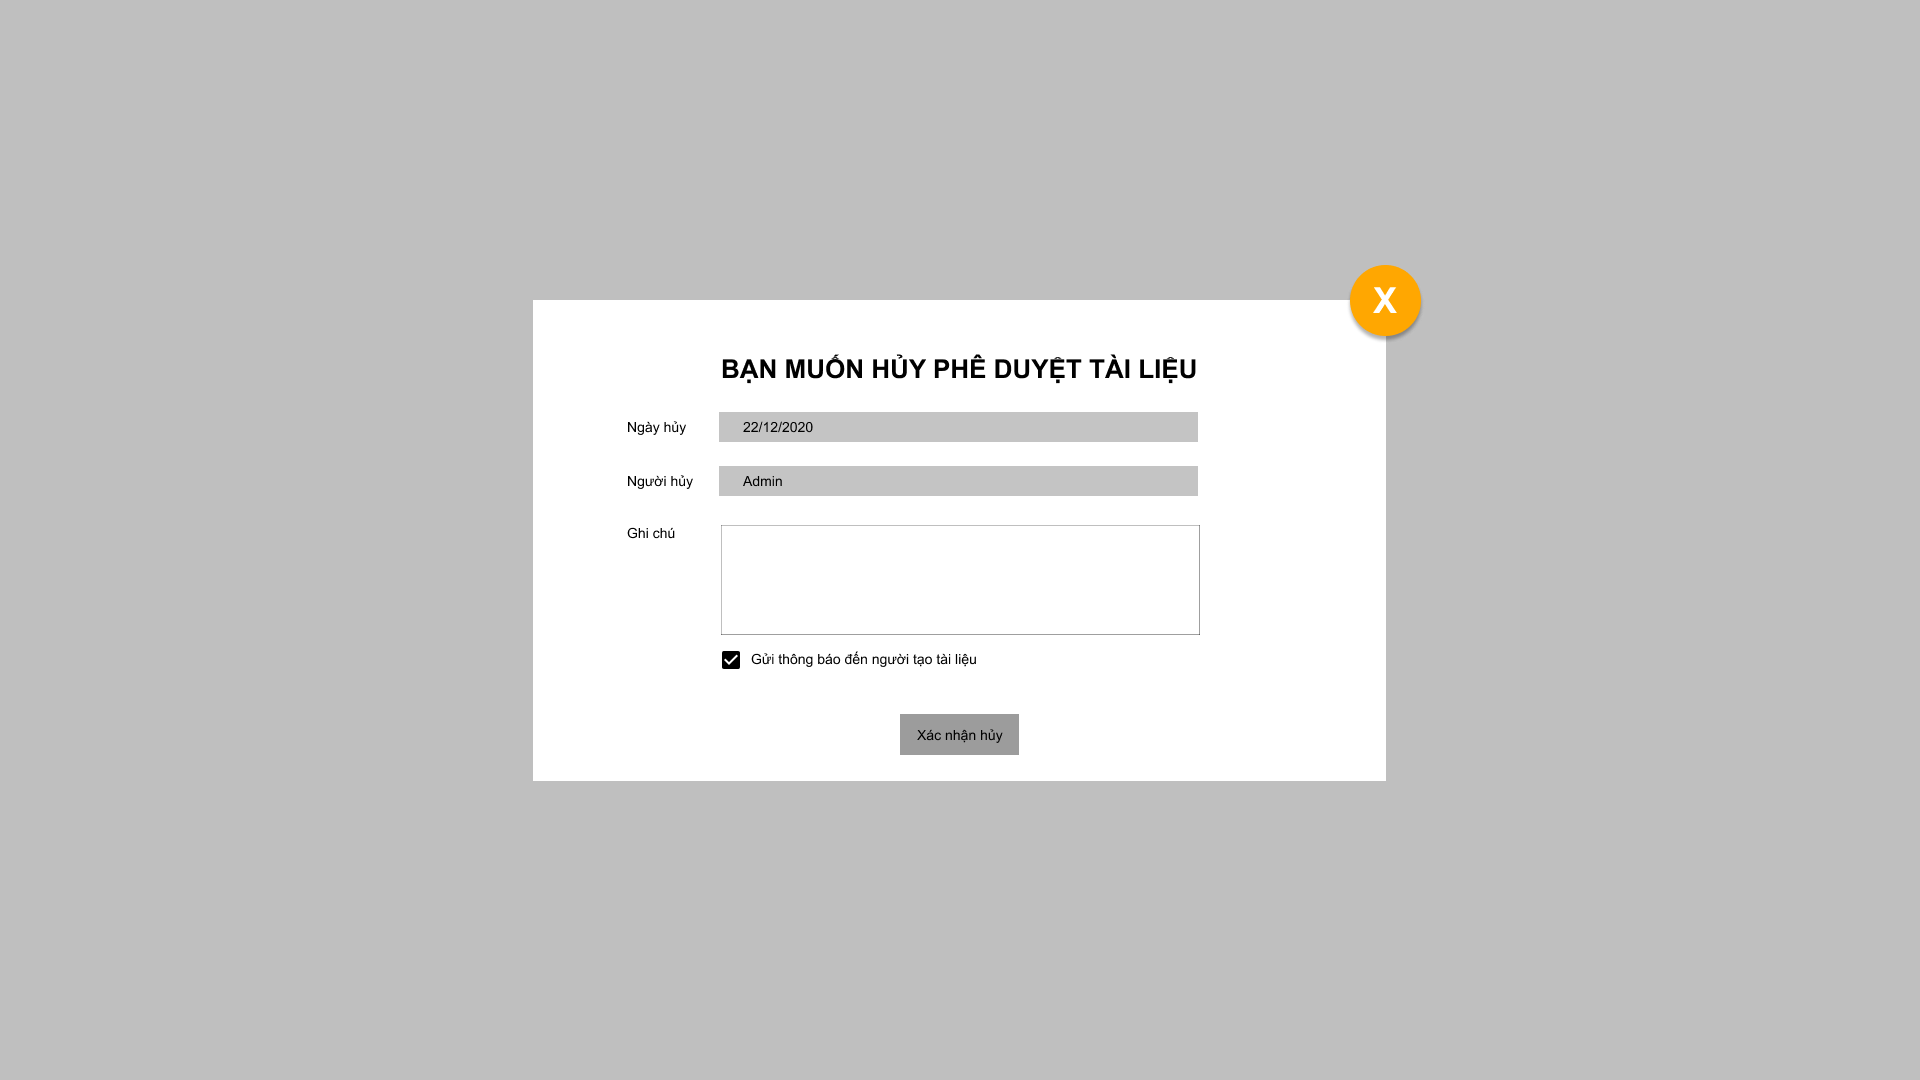 X
BẠN MUỐN HỦY PHÊ DUYỆT TÀI LIỆU
Ngày hủy 22/12/2020
Người hủy Admin
Ghi chú
Gửi thông báo đến người tạo tài liệu
Xác nhận hủy